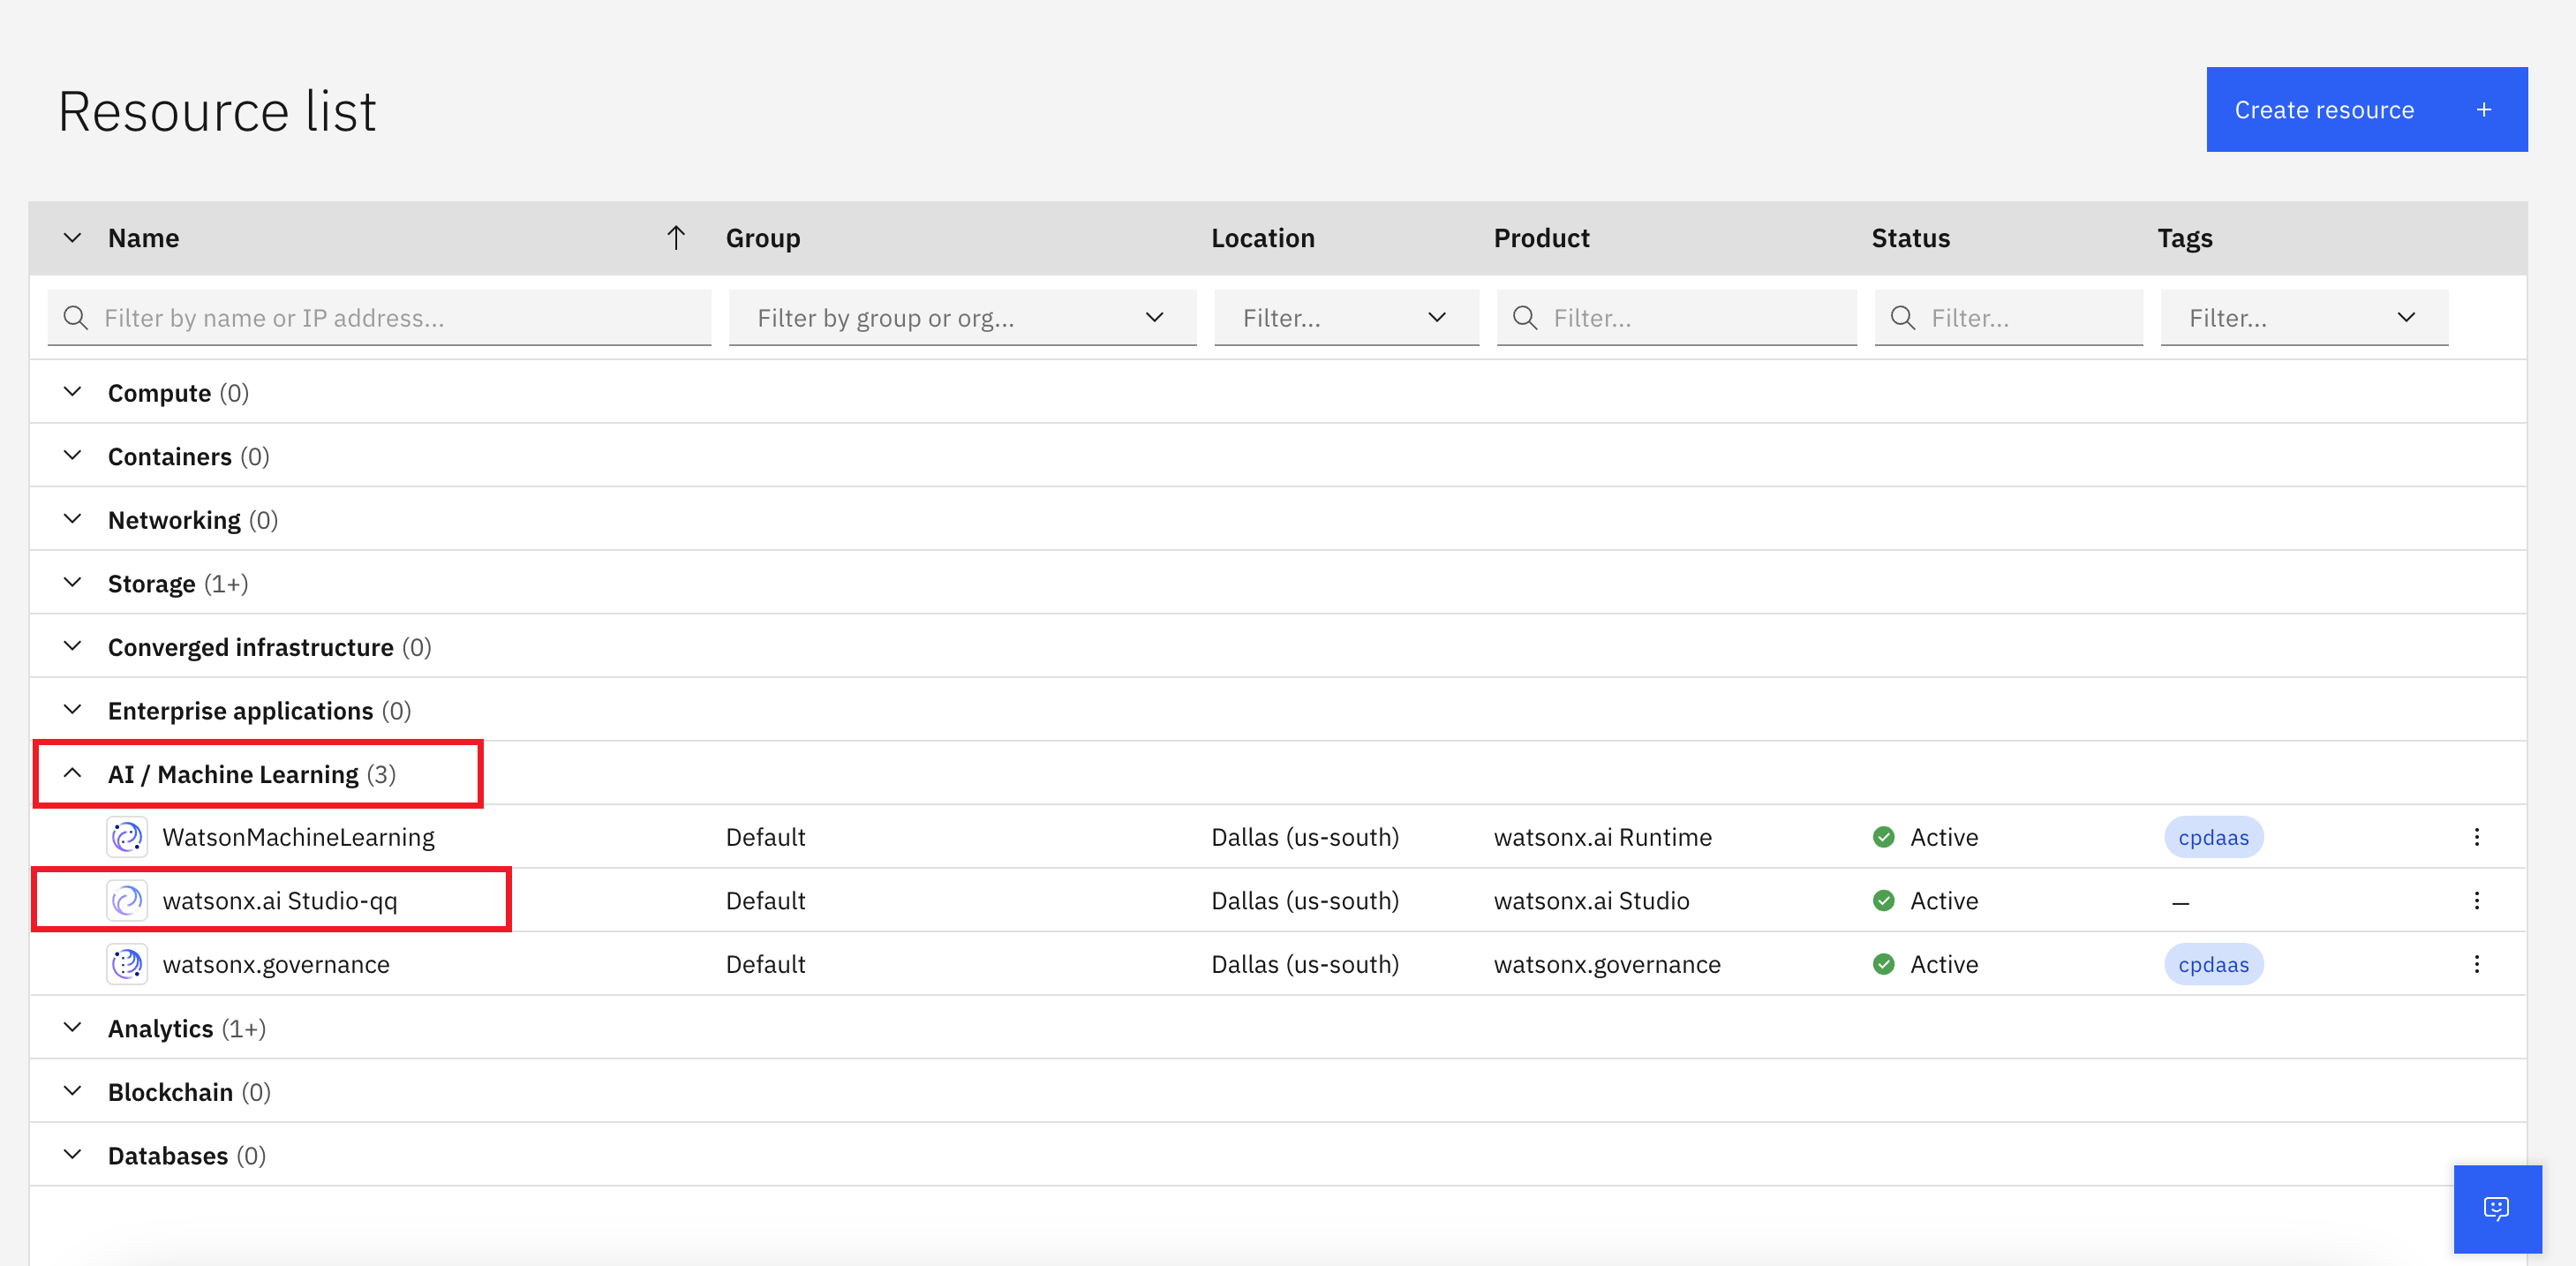 Resource list
Create resource +
Name Group Location Product Status Tags
Filter by name or IP address... Filter by group or org... Filter... Filter... Filter... Filter...
Compute (0)
Containers (0)
Networking (0)
Storage (1+)
Converged infrastructure (0)
Enterprise applications (0)
AI / Machine Learning (3)
WatsonMachineLearning Default Dallas (us-south) watsonx.ai Runtime Active cpdaas
watsonx.ai Studio-qq Default Dallas (us-south) watsonx.ai Studio Active –
watsonx.governance Default Dallas (us-south) watsonx.governance Active cpdaas
Analytics (1+)
Blockchain (0)
Databases (0)